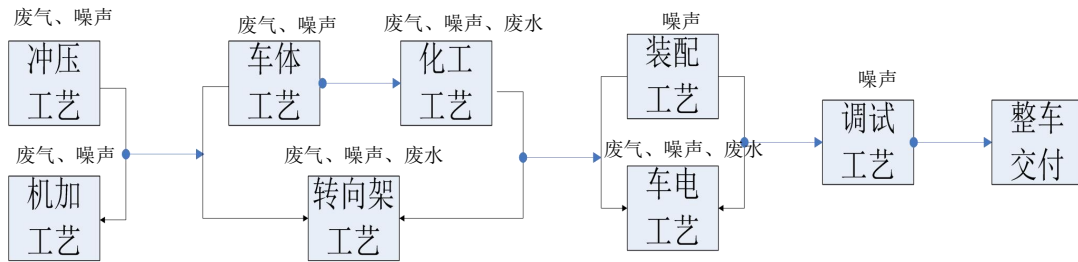 废气、噪声
冲压
工艺
废气、噪声
机加
工艺
废气、噪声
车体
工艺
废气、噪声、废水
化工
工艺
废气、噪声、废水
转向架
工艺
噪声
装配
工艺
废气、噪声、废水
车电
工艺
噪声
调试
工艺
整车
交付